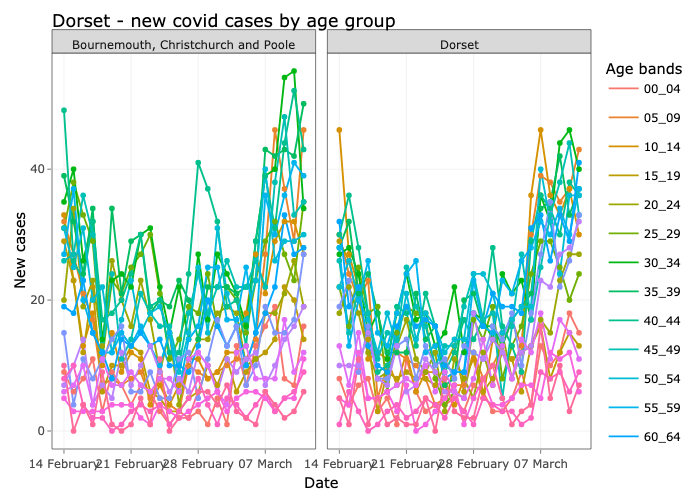 Dorset - new covid cases by age group
Bournemouth, Christchurch and Poole
Dorset
New cases
40
20
0
14 February
21 February
28 February
07 March
14 February
21 February
28 February
07 March
Date
Age bands
00_04
05_09
10_14
15_19
20_24
25_29
30_34
35_39
40_44
45_49
50_54
55_59
60_64